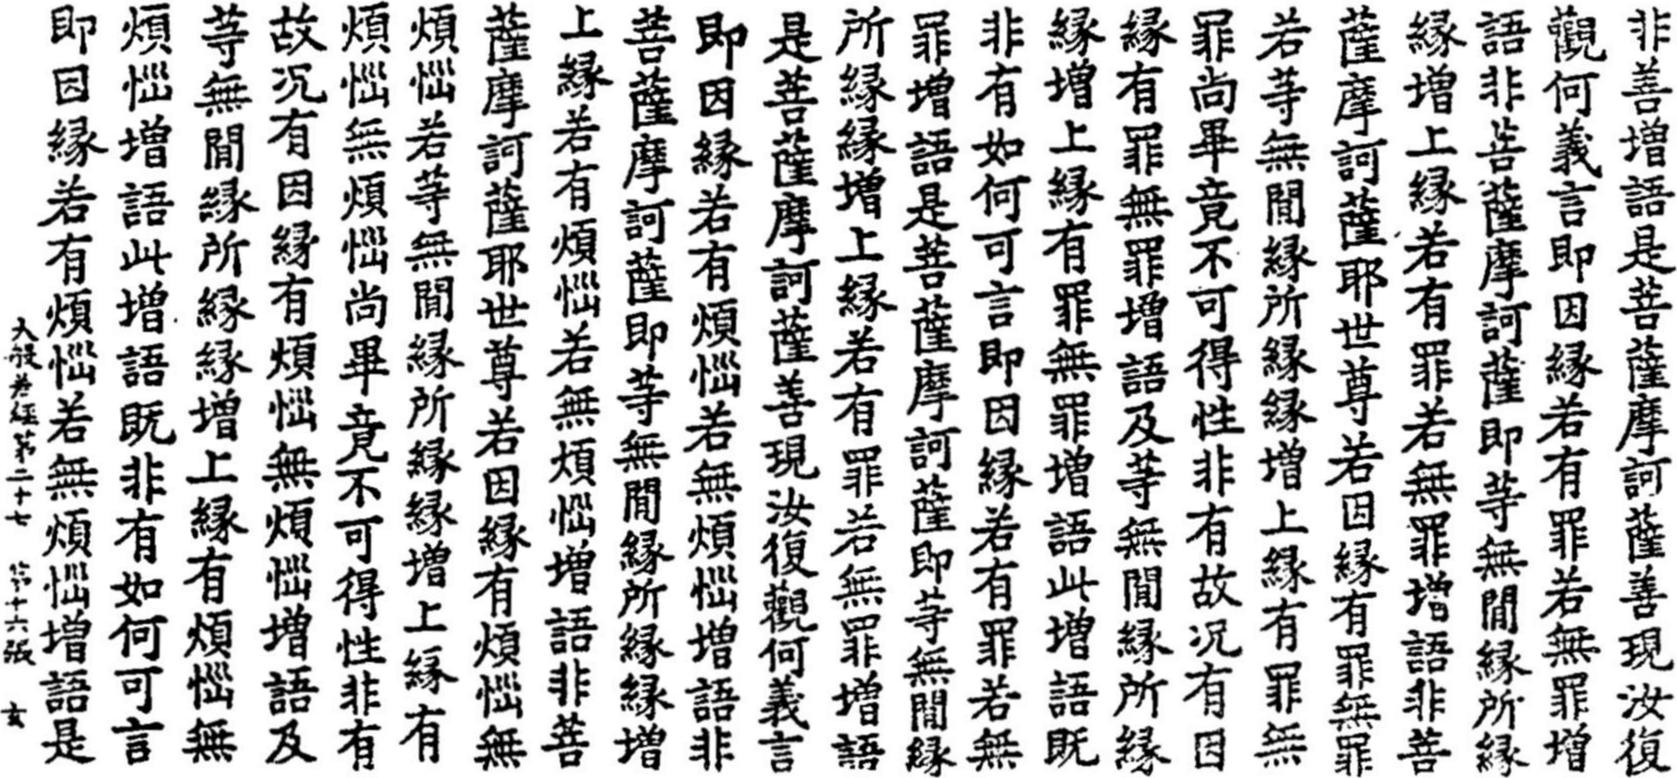 非善增語是菩薩摩訶薩善現汝復
觀何義言即因緣若有罪若無罪增
語非菩薩摩訶薩即等無閒緣所緣
緣增上緣若有罪若無罪增語非菩
薩摩訶薩耶世尊若因緣有罪無罪
若等無閒緣所緣緣增上緣有罪無
罪尚畢竟不可得性非有故况有因
緣有罪無罪增語及等無閒緣所緣
緣增上緣有罪無罪增語此增語既
非有如何可言即因緣若有罪若無
罪增語是菩薩摩訶薩即等無閒緣
所緣緣增上緣若有罪若無罪增語
是菩薩摩訶薩善現汝復觀何義言
即因緣若有煩惱若無煩惱增語非
菩薩摩訶薩即等無閒緣所緣緣增
上緣若有煩惱若無煩惱增語非菩
薩摩訶薩耶世尊若因緣有煩惱無
煩惱若等無閒緣所緣緣增上緣有
煩惱無煩惱尚畢竟不可得性非有
故况有因緣有煩惱無煩惱增語及
等無閒緣所緣緣增上緣有煩惱無
煩惱增語此增語既非有如何可言
即因緣若有煩惱若無煩惱增語是
大般若經第二十七 第十六張 玄